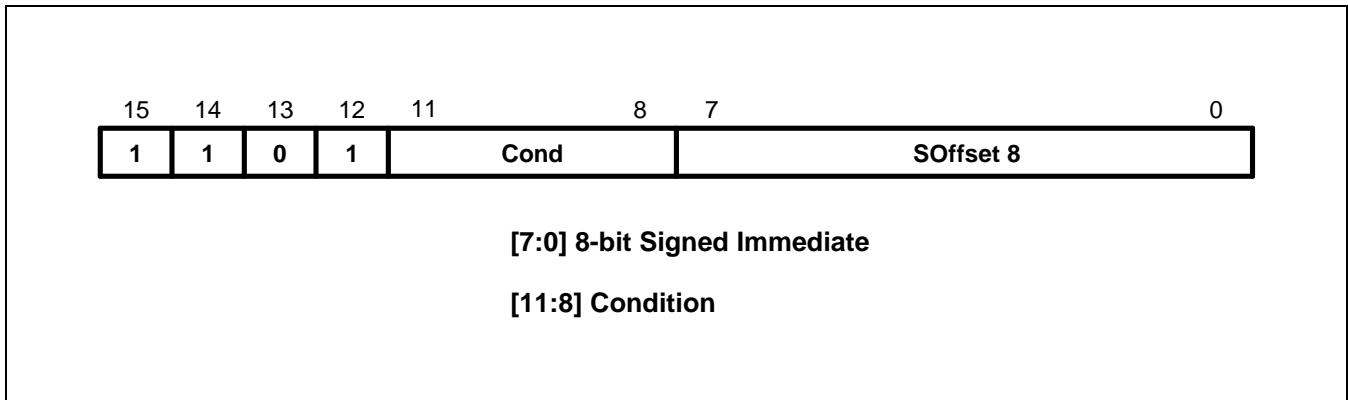 15 14 13 12 11 8 7 0
1 1 0 1 Cond SOffset 8
[7:0] 8-bit Signed Immediate
[11:8] Condition